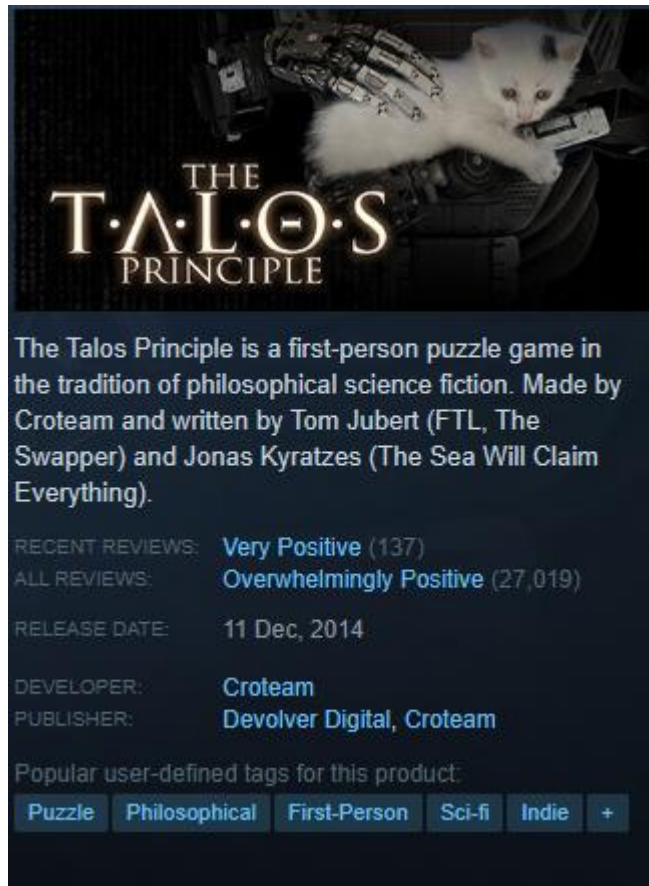 THE
T·Λ·L·Θ·S
PRINCIPLE
The Talos Principle is a first-person puzzle game in
the tradition of philosophical science fiction. Made by
Croteam and written by Tom Jubert (FTL, The
Swapper) and Jonas Kyratzes (The Sea Will Claim
Everything).
RECENT REVIEWS: Very Positive (137)
ALL REVIEWS: Overwhelmingly Positive (27,019)
RELEASE DATE: 11 Dec, 2014
DEVELOPER: Croteam
PUBLISHER: Devolver Digital, Croteam
Popular user-defined tags for this product:
Puzzle Philosophical First-Person Sci-fi Indie +